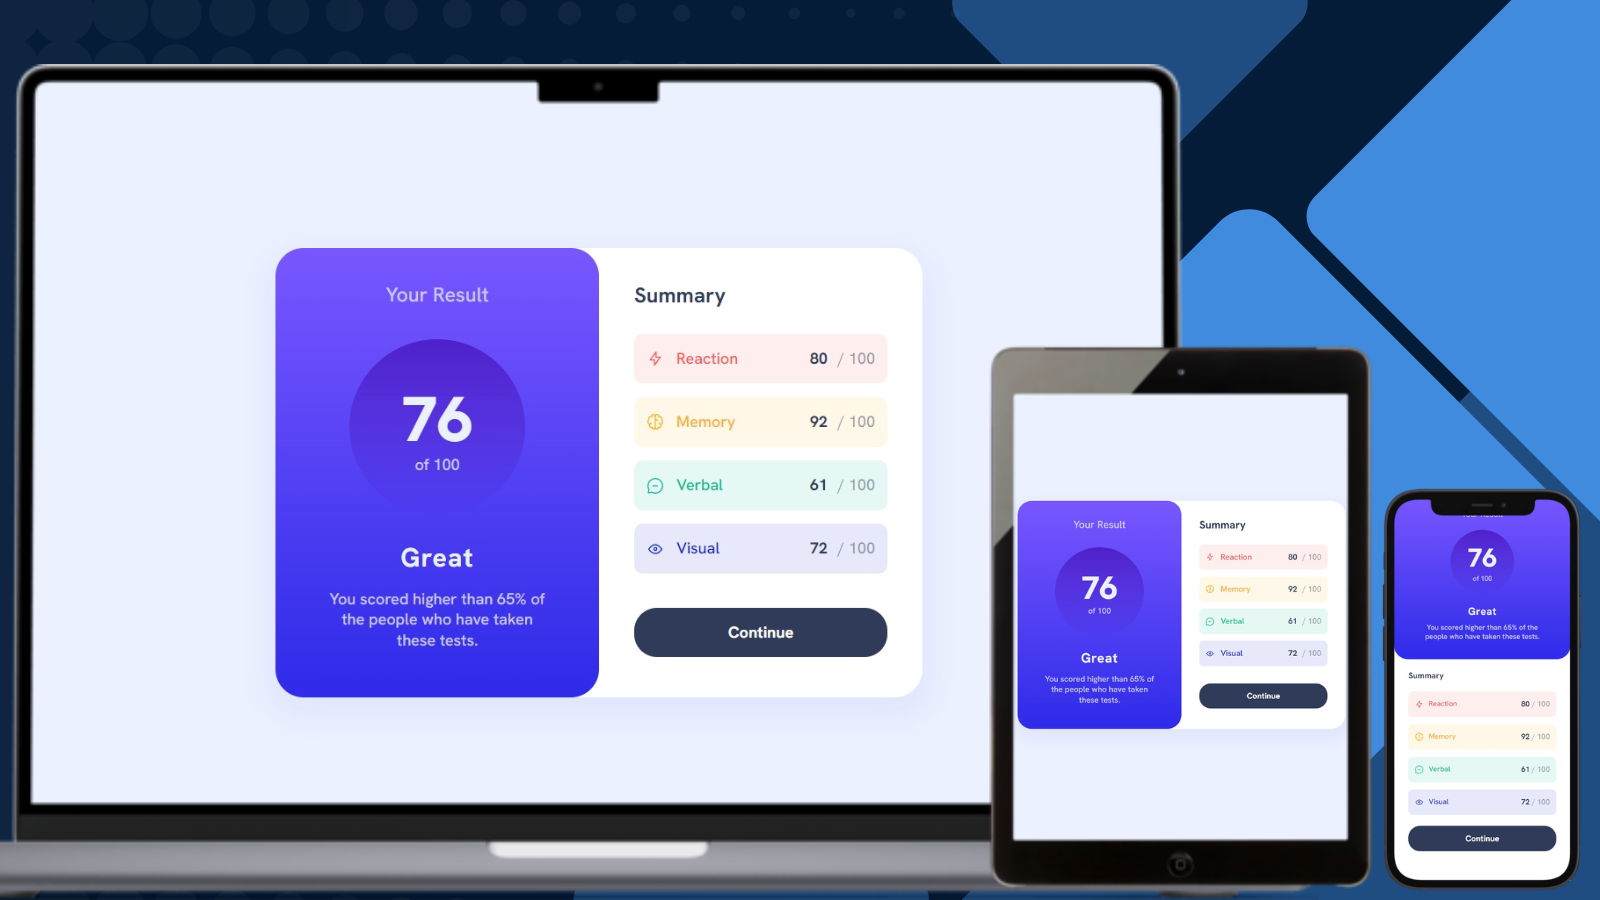 Your Result
76
of 100
Great
You scored higher than 65% of
the people who have taken
these tests.
Summary
Reaction 80 / 100
Memory 92 / 100
Verbal 61 / 100
Visual 72 / 100
Continue
Your Result
76
of 100
Great
You scored higher than 65% of
the people who have taken
these tests.
Summary
Reaction 80 / 100
Memory 92 / 100
Verbal 61 / 100
Visual 72 / 100
Continue
76
of 100
Great
You scored higher than 65% of the
people who have taken these tests.
Summary
Reaction 80 / 100
Memory 92 / 100
Verbal 61 / 100
Visual 72 / 100
Continue